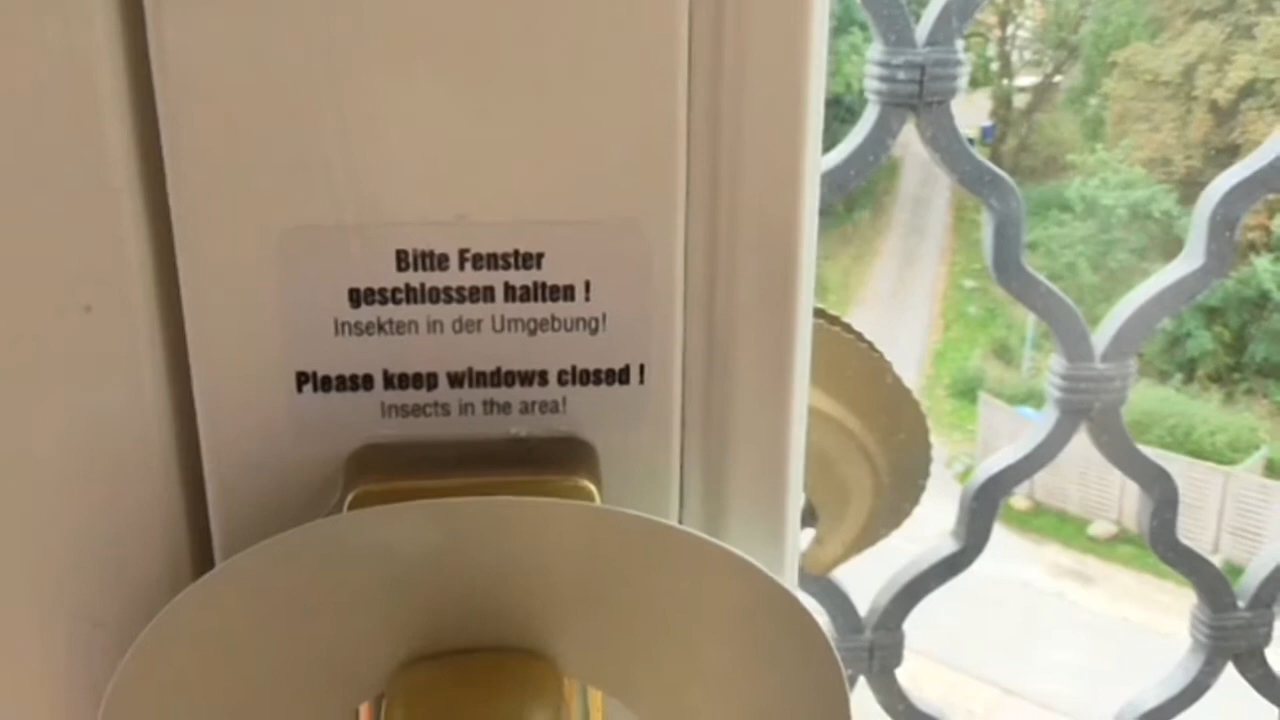 Bitte Fenster
geschlossen halten !
Insekten in der Umgebung!
Please keep windows closed !
Insects in the area!